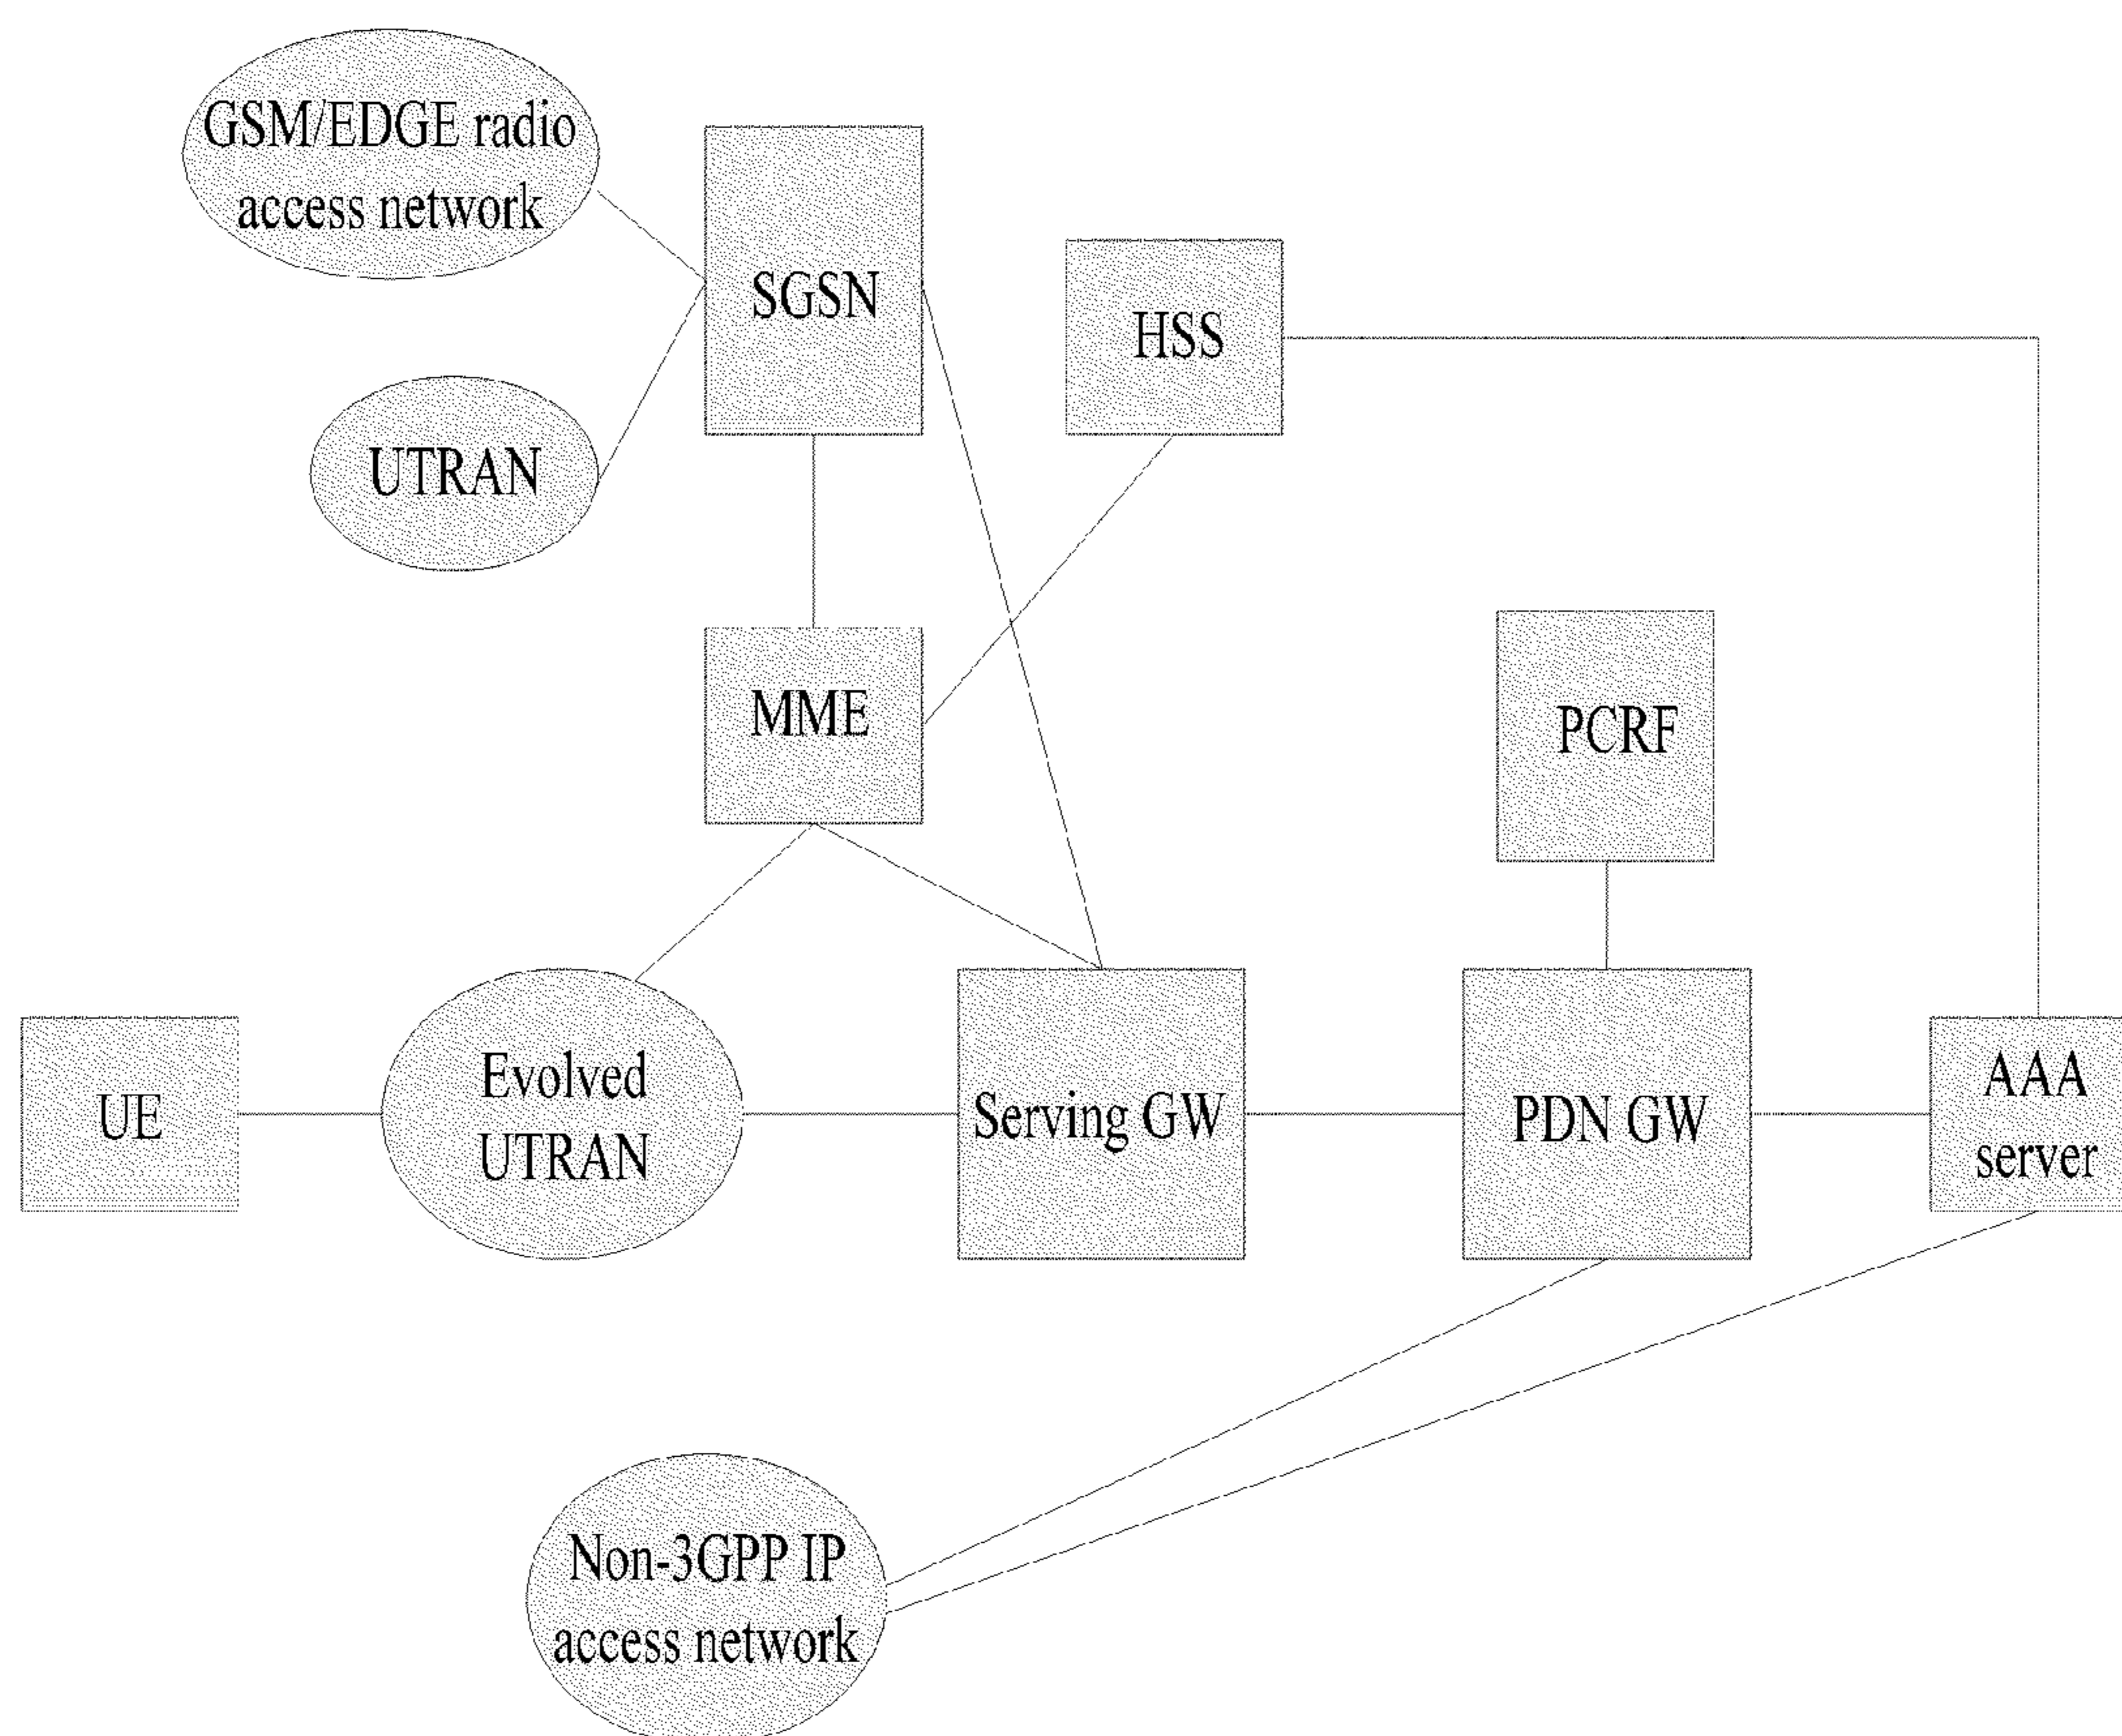 GSM/EDGE radio
access network
SGSN
HSS
UTRAN
MME
PCRF
UE
Evolved
UTRAN
Serving GW
PDN GW
AAA
server
Non-3GPP IP
access network